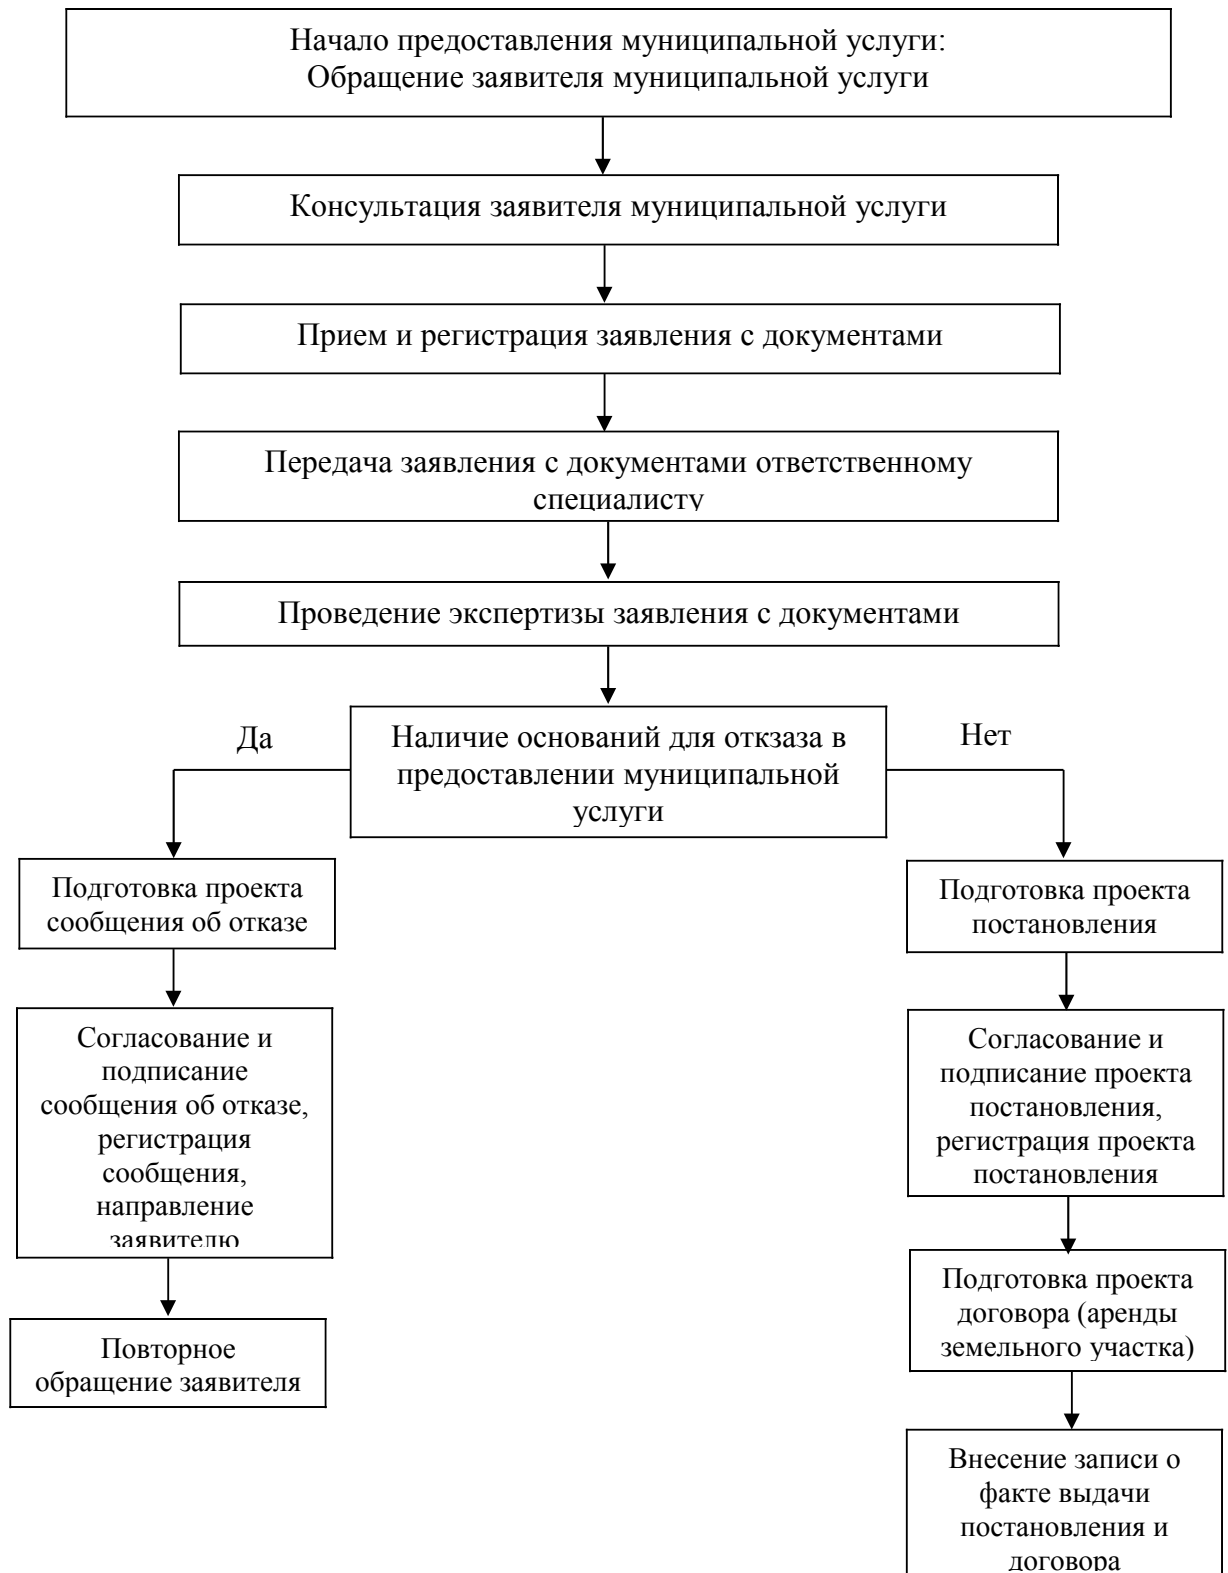 Начало предоставления муниципальной услуги:
Обращение заявителя муниципальной услуги
Консультация заявителя муниципальной услуги
Прием и регистрация заявления с документами
Передача заявления с документами ответственному
специалисту
Проведение экспертизы заявления с документами
Да
Наличие оснований для откзаза в
предоставлении муниципальной
услуги
Нет
Подготовка проекта
сообщения об отказе
Согласование и
подписание
сообщения об отказе,
регистрация
сообщения,
направление
заявителю
Повторное
обращение заявителя
Подготовка проекта
постановления
Согласование и
подписание проекта
постановления,
регистрация проекта
постановления
Подготовка проекта
договора (аренды
земельного участка)
Внесение записи о
факте выдачи
постановления и
договора